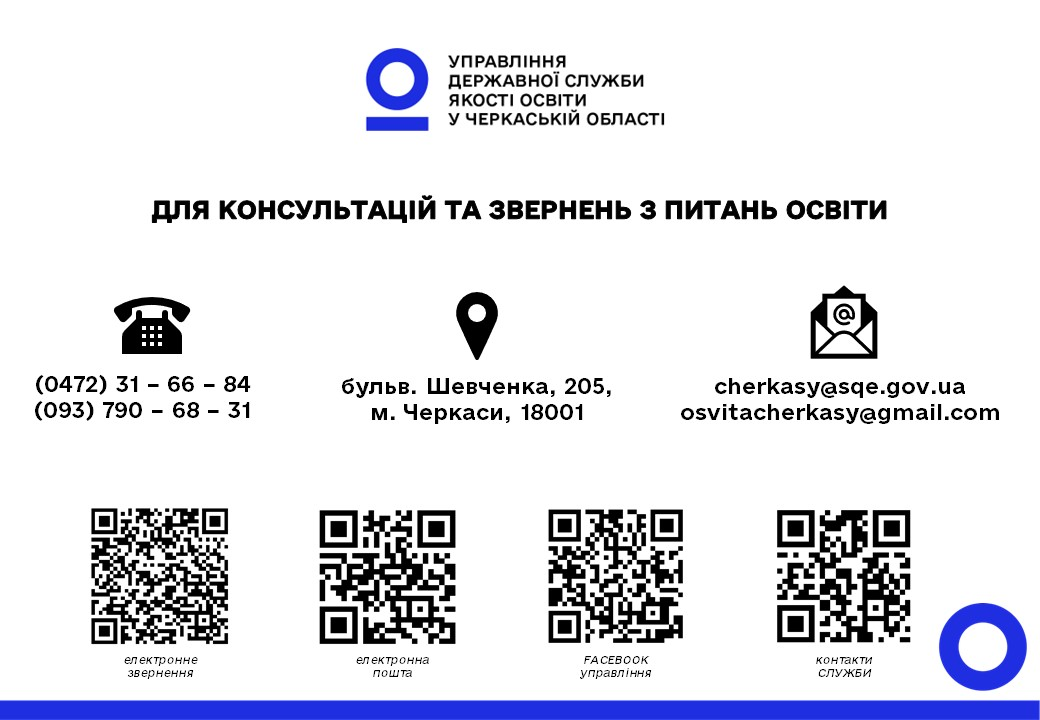 УПРАВЛІННЯ
ДЕРЖАВНОЇ СЛУЖБИ
ЯКОСТІ ОСВІТИ
У ЧЕРКАСЬКІЙ ОБЛАСТІ
ДЛЯ КОНСУЛЬТАЦІЙ ТА ЗВЕРНЕНЬ З ПИТАНЬ ОСВІТИ
(0472) 31 – 66 – 84
(093) 790 – 68 – 31
бульв. Шевченка, 205,
м. Черкаси, 18001
@
cherkasy@sqe.gov.ua
osvitacherkasy@gmail.com
електронне
звернення
електронна
пошта
FACEBOOK
управління
контакти
СЛУЖБИ